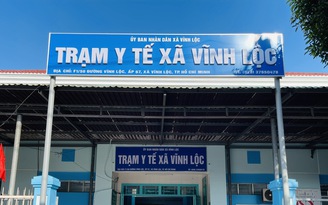 ỦY BAN NHÂN DÂN XÃ VĨNH LỘC
TRẠM Y TẾ XÃ VĨNH LỘC
ỦY BAN NHÂN DÂN XÃ VĨNH LỘC
TRẠM Y TẾ XÃ VĨNH LỘC